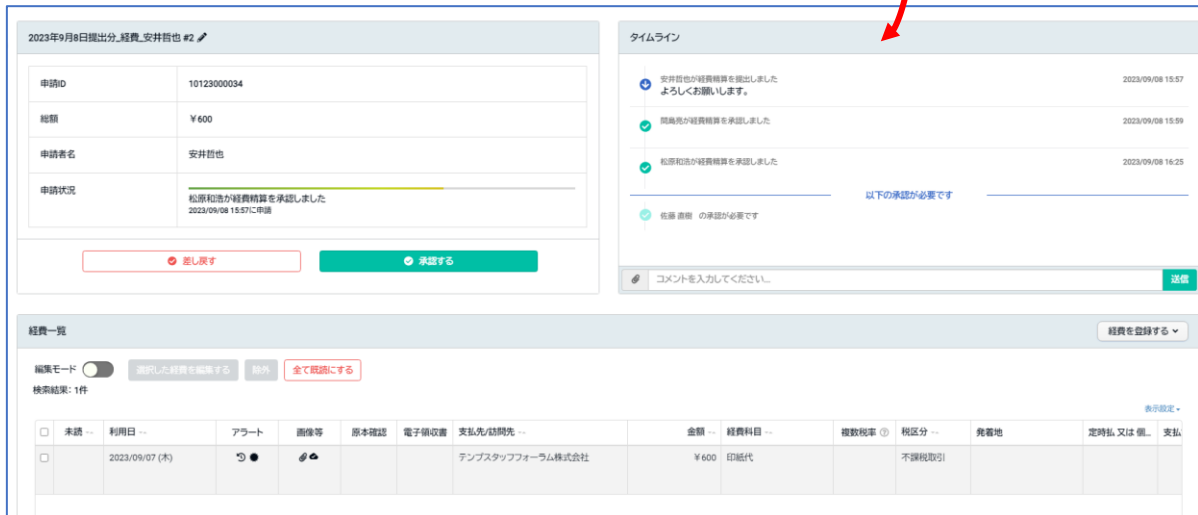 2023年9月8日提出分_経費_安井哲也 #2
申請ID 10123000034
総額 ¥600
申請者名 安井哲也
申請状況 松原和浩が経費精算を承認しました
2023/09/08 15:57に申請
差し戻す 承認する
タイムライン
安井哲也が経費精算を提出しました 2023/09/08 15:57
よろしくお願いします。
間島亮が経費精算を承認しました 2023/09/08 15:59
松原和浩が経費精算を承認しました 2023/09/08 16:25
以下の承認が必要です
佐藤 直樹 の承認が必要です
コメントを入力してください... 送信
経費一覧 経費を登録する
編集モード 選択した経費を編集する 除外 全て既読にする
検索結果: 1件
表示設定
未読 利用日 アラート 画像等 原本確認 電子領収書 支払先/訪問先 金額 経費科目 複数税率 税区分 発着地 定時払 又は 個... 支払
2023/09/07 (木) テンプスタッフフォーラム株式会社 ¥600 印紙代 不課税取引